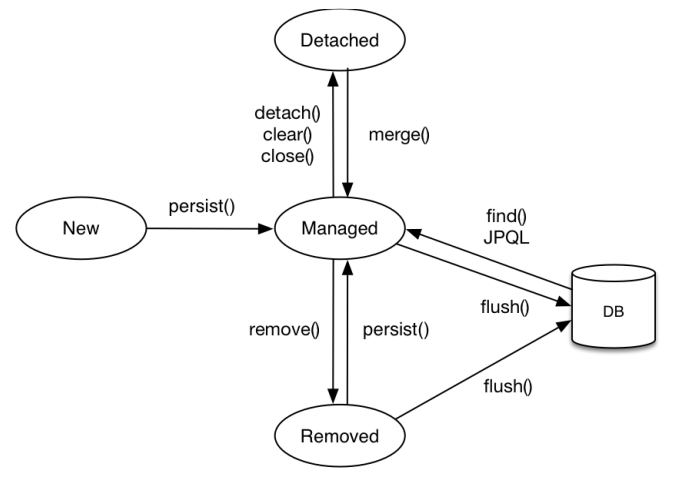 Detached
detach()
clear()
close()
merge()
New
persist()
Managed
find()
JPQL
flush()
DB
remove()
persist()
flush()
Removed